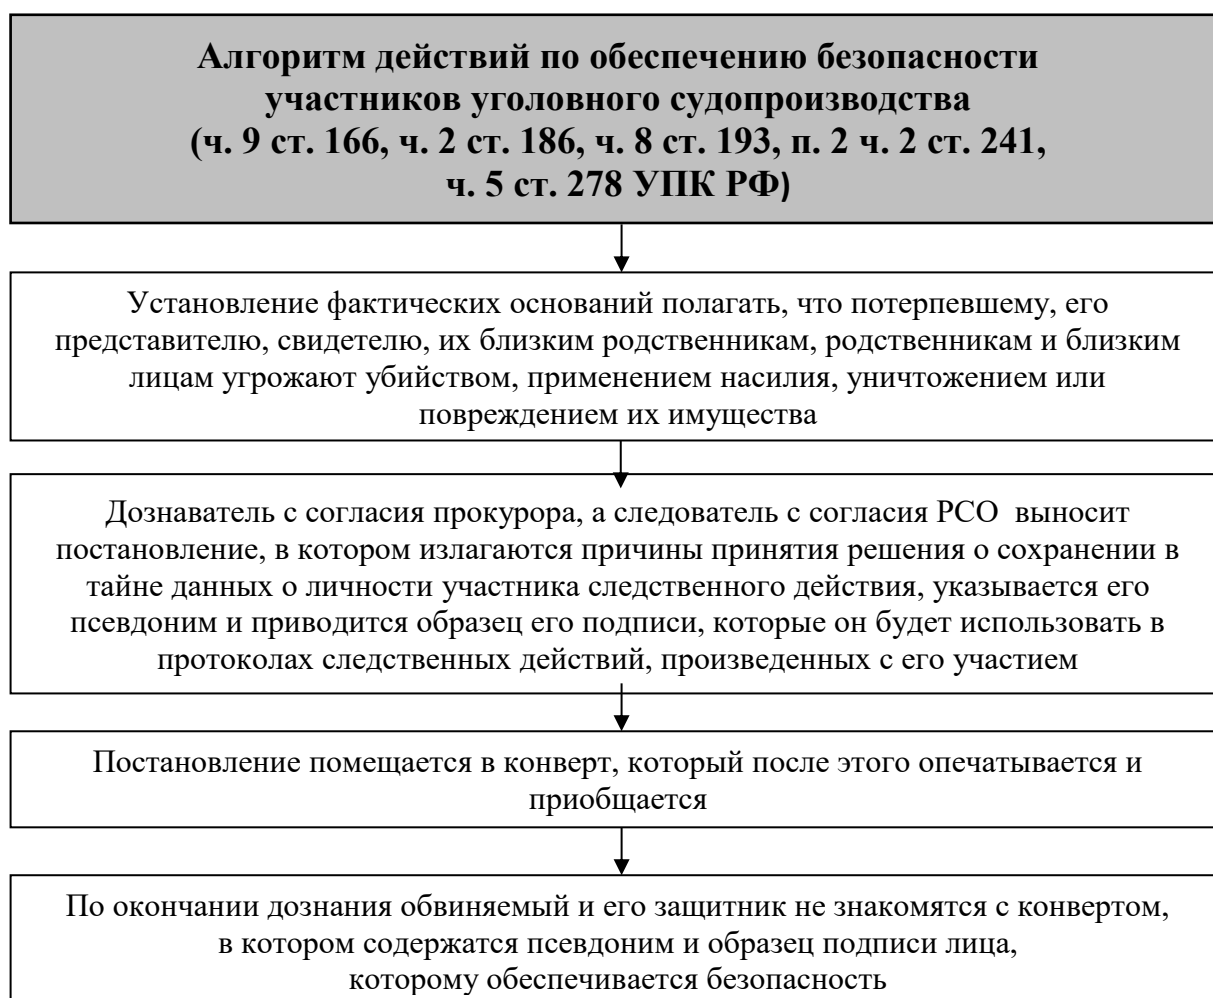 Алгоритм действий по обеспечению безопасности
участников уголовного судопроизводства
(ч. 9 ст. 166, ч. 2 ст. 186, ч. 8 ст. 193, п. 2 ч. 2 ст. 241,
ч. 5 ст. 278 УПК РФ)
Установление фактических оснований полагать, что потерпевшему, его
представителю, свидетелю, их близким родственникам, родственникам и близким
лицам угрожают убийством, применением насилия, уничтожением или
повреждением их имущества
Дознаватель с согласия прокурора, а следователь с согласия РСО выносит
постановление, в котором излагаются причины принятия решения о сохранении в
тайне данных о личности участника следственного действия, указывается его
псевдоним и приводится образец его подписи, которые он будет использовать в
протоколах следственных действий, произведенных с его участием
Постановление помещается в конверт, который после этого опечатывается и
приобщается
По окончании дознания обвиняемый и его защитник не знакомятся с конвертом,
в котором содержатся псевдоним и образец подписи лица,
которому обеспечивается безопасность